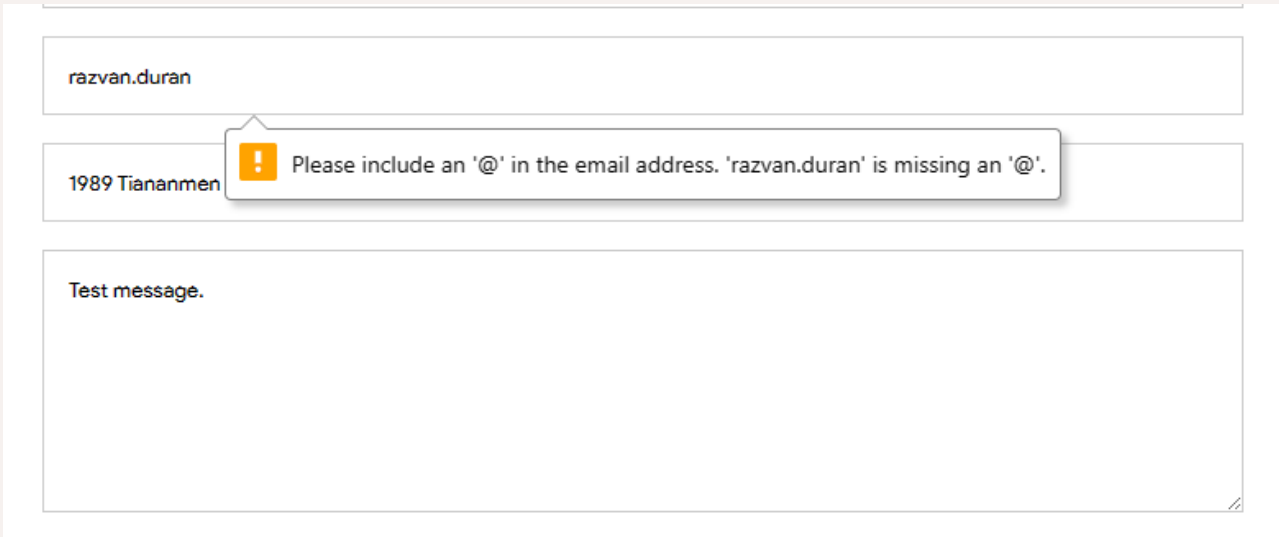 razvan.duran
Please include an '@' in the email address. 'razvan.duran' is missing an '@'.
1989 Tiananmen
Test message.